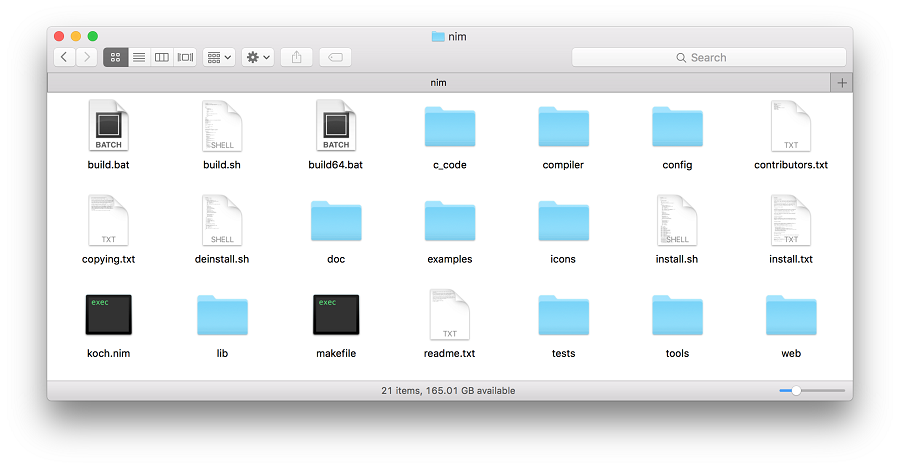 nim
Search
nim
BATCH SHELL BATCH TXT
build.bat build.sh build64.bat c_code compiler config contributors.txt
TXT SHELL SHELL TXT
copying.txt deinstall.sh doc examples icons install.sh install.txt
exec exec TXT
koch.nim lib makefile readme.txt tests tools web
21 items, 165.01 GB available